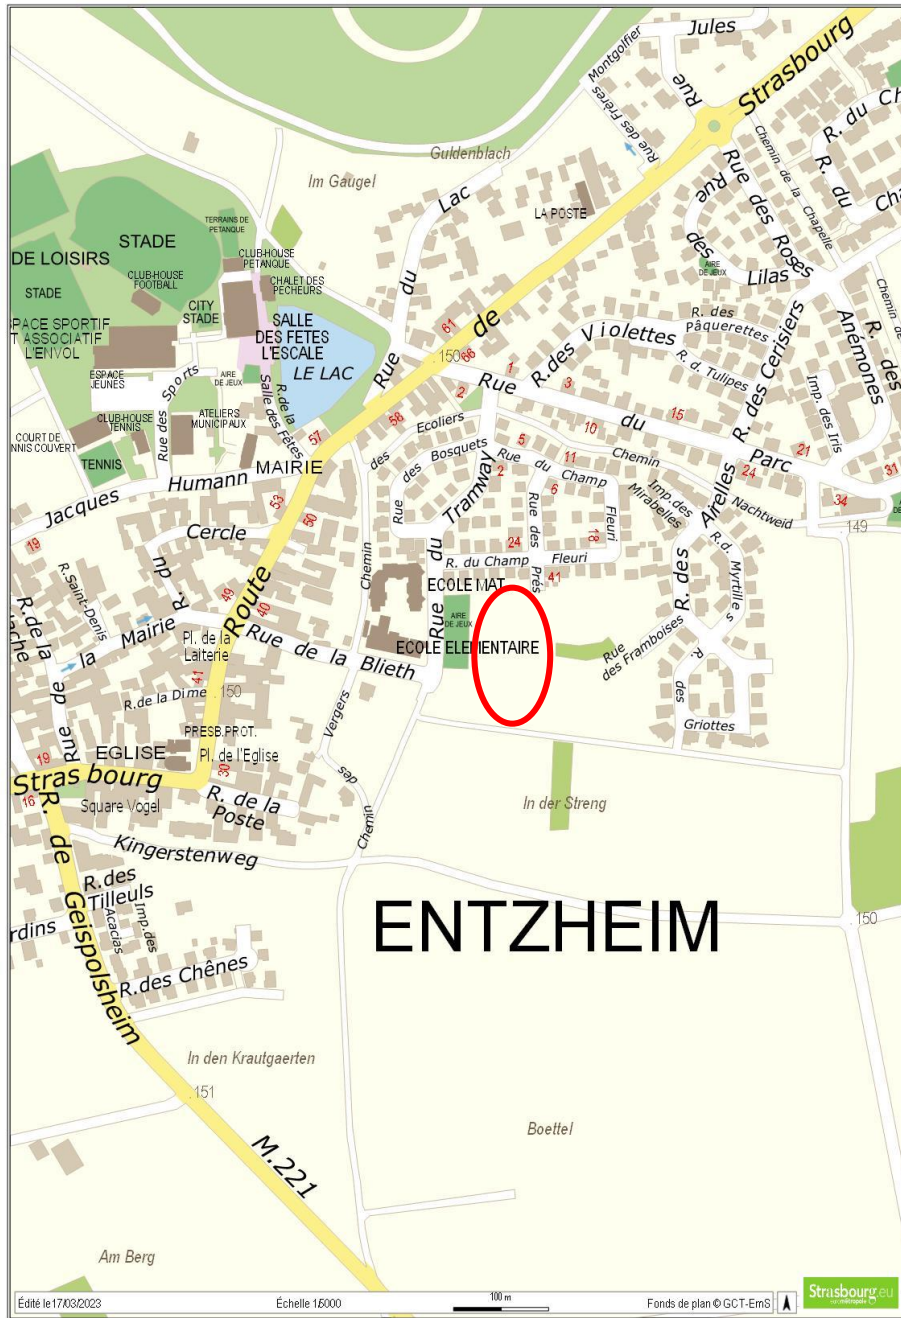 Jules
Montgolfier
Rue des Frères
Rue
Strasbourg
R. du Ch
R. du
Cha
Chemin de la
Chapelle
Guldenblach
Im Gaugel
Lac
du
Rue
LA POSTE
Rue des Roses
Rue
des
Lilas
AIRE
DE JEUX
Chemin des
R. des
Anémones
TERRAINS DE
PETANQUE
STADE
DE LOISIRS
CLUB-HOUSE
PETANQUE
CLUB-HOUSE
FOOTBALL
CHALET DES
PECHEURS
STADE
CITY
STADE
SALLE
DES FETES
L'ESCALE
PACE SPORTIF
T ASSOCIATIF
L'ENVOL
LE LAC
ESPACE
JEUNES
AIRE
DE JEUX
Rue des
Sports
R. de la
Salle des Fêtes
CLUB-HOUSE
TENNIS
ATELIERS
MUNICIPAUX
COURT DE
NNIS COUVERT
TENNIS
MAIRIE
Jacques Humann
61
66
.150
de
R. des Violettes
R. des
Pâquerettes
R. d. Tulipes
R. des Cerisiers
Imp. des Iris
1
2
3
Rue du Parc
10
15
21
24
31
34
58
57
53
50
des Ecoliers
Rue des Bosquets
5
2
11
Rue du Champ Fleuri
Chemin
Nachtweid
.149
Imp. des
Mirabelles
R. des Airelles
R. d. Myrtilles
6
18
24
41
Rue des
Prés
R. du Champ Fleuri
Rue du Tramway
Cercle
du
R.
19
R. Saint-Denis
R. de la
Rue de la Mairie
49
40
Route
Pl. de la
Laiterie
41
R. de la Dime
.150
Rue de la Blieth
Chemin
des
Vergers
ECOLE MAT.
AIRE
DE JEUX
ECOLE ELEMENTAIRE
Rue
des Framboises
R.
des
Griottes
PRESB. PROT.
EGLISE
Pl. de l'Eglise
30
19
16
Strasbourg
Square Vogel
R. de la
Poste
In der Streng
Kingerstenweg
R. de Geispolsheim
R. des
Tilleuls
rdins
Imp. des
Acacias
R. des Chênes
ENTZHEIM
.150
In den Krautgaerten
.151
Boettel
M.221
Am Berg
Édité le 17/03/2023
Échelle 1/5000
100 m
Fonds de plan © GCT-EmS
Strasbourg.eu
eurométropole